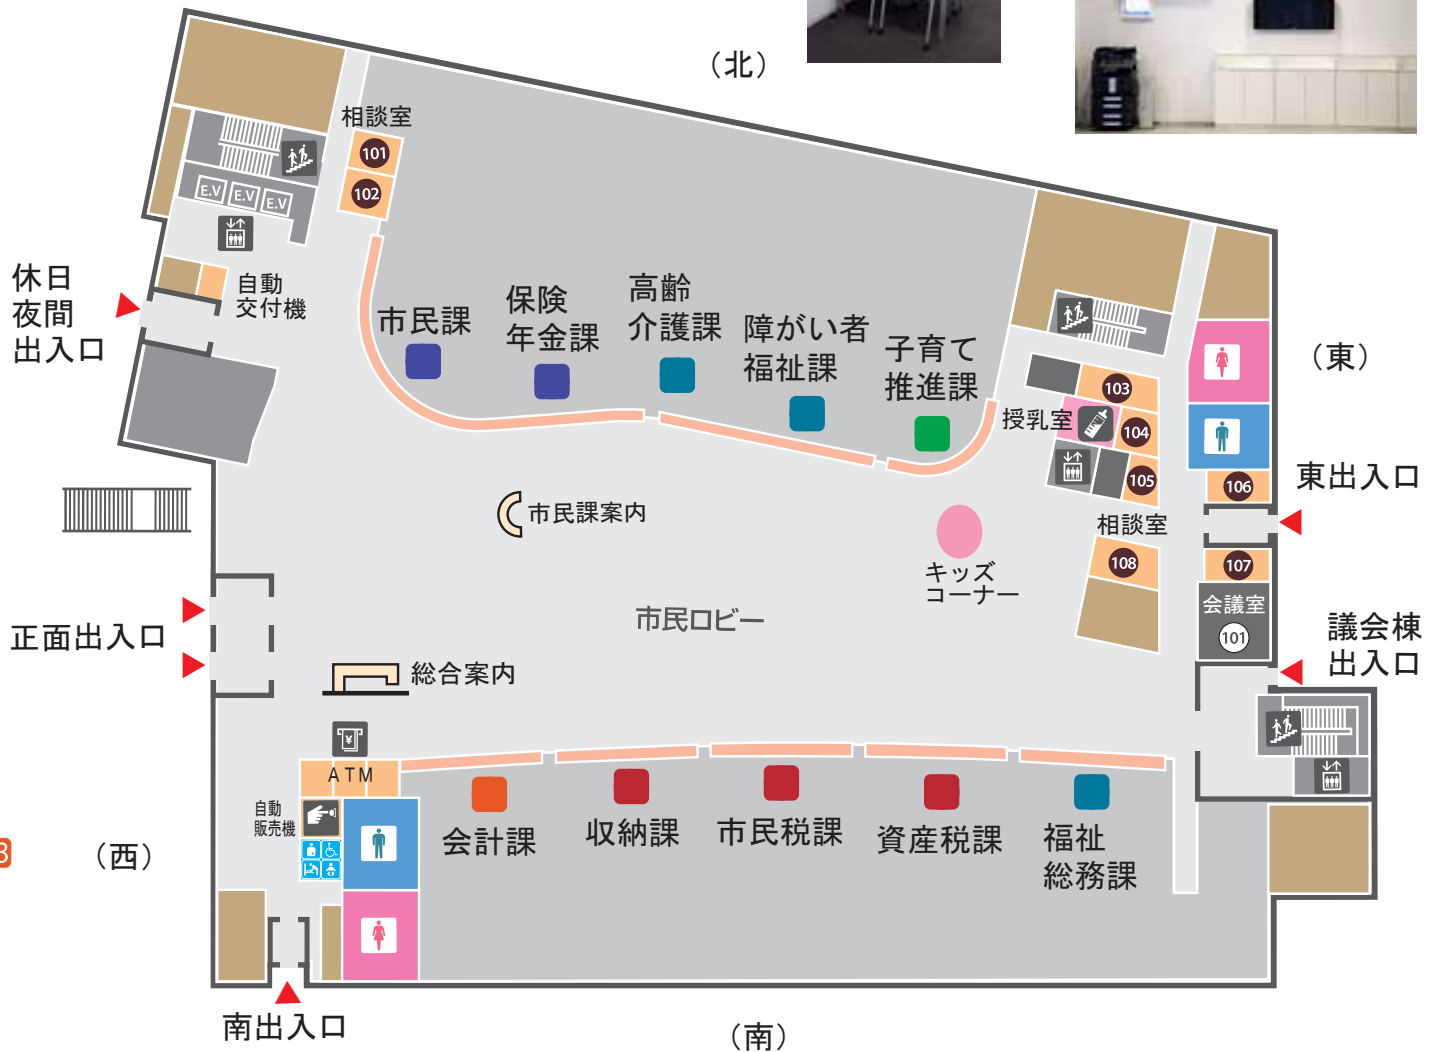 （北）
相談室
101
102
E.V
E.V
E.V
休日
夜間
出入口
自動
交付機
市民課
保険
年金課
高齢
介護課
障がい者
福祉課
子育て
推進課
（東）
103
授乳室
104
105
106
東出入口
相談室
108
107
会議室
101
議会棟
出入口
市民課案内
キッズ
コーナー
市民ロビー
正面出入口
総合案内
¥
ATM
自動
販売機
会計課
収納課
市民税課
資産税課
福祉
総務課
3
（西）
南出入口
（南）